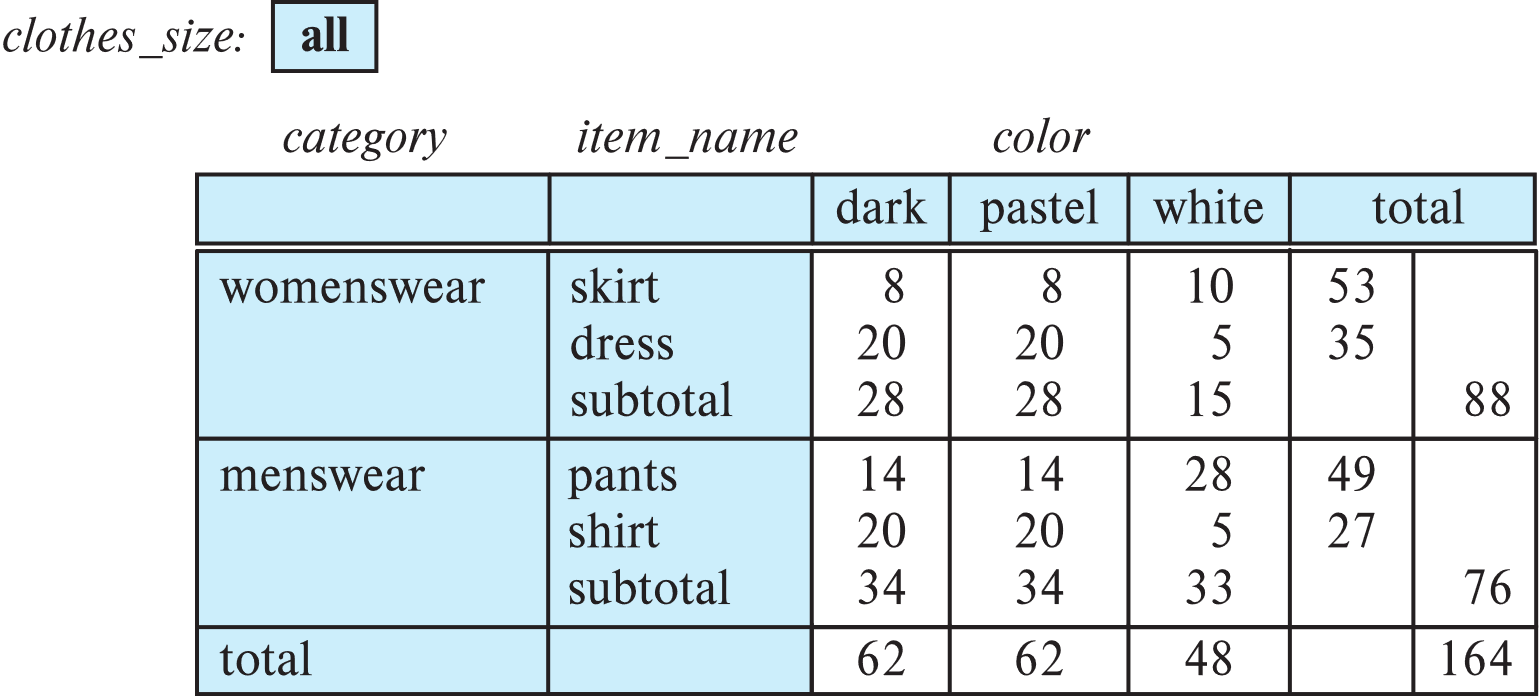 clothes_size: all
category item_name color
dark pastel white total
womenswear skirt 8 8 10 53
dress 20 20 5 35
subtotal 28 28 15 88
menswear pants 14 14 28 49
shirt 20 20 5 27
subtotal 34 34 33 76
total 62 62 48 164